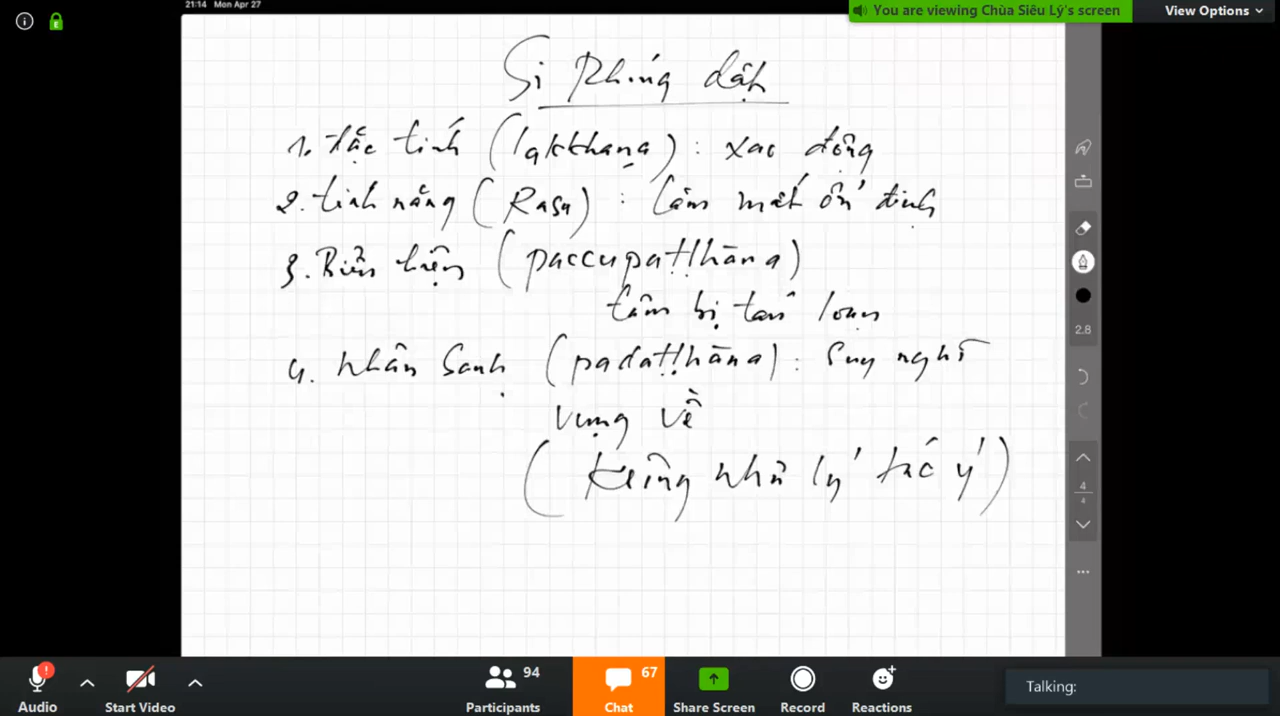 21:14 Mon Apr 27
You are viewing Chùa Siêu Lý's screen
View Options
Si Phóng dật
1. Đặc tính (lakkhaṇa) : xao động
2. tính năng (Rasa) : làm mất ổn định
3. Biểu hiện (paccupaṭṭhāna)
tâm bị tán loạn
4. Nhân Sanh (padaṭṭhāna) : Suy nghĩ
vụng về
(không như lý tác ý)
2.8
4
4
94
67
Audio
Start Video
Participants
Chat
Share Screen
Record
Reactions
Talking: